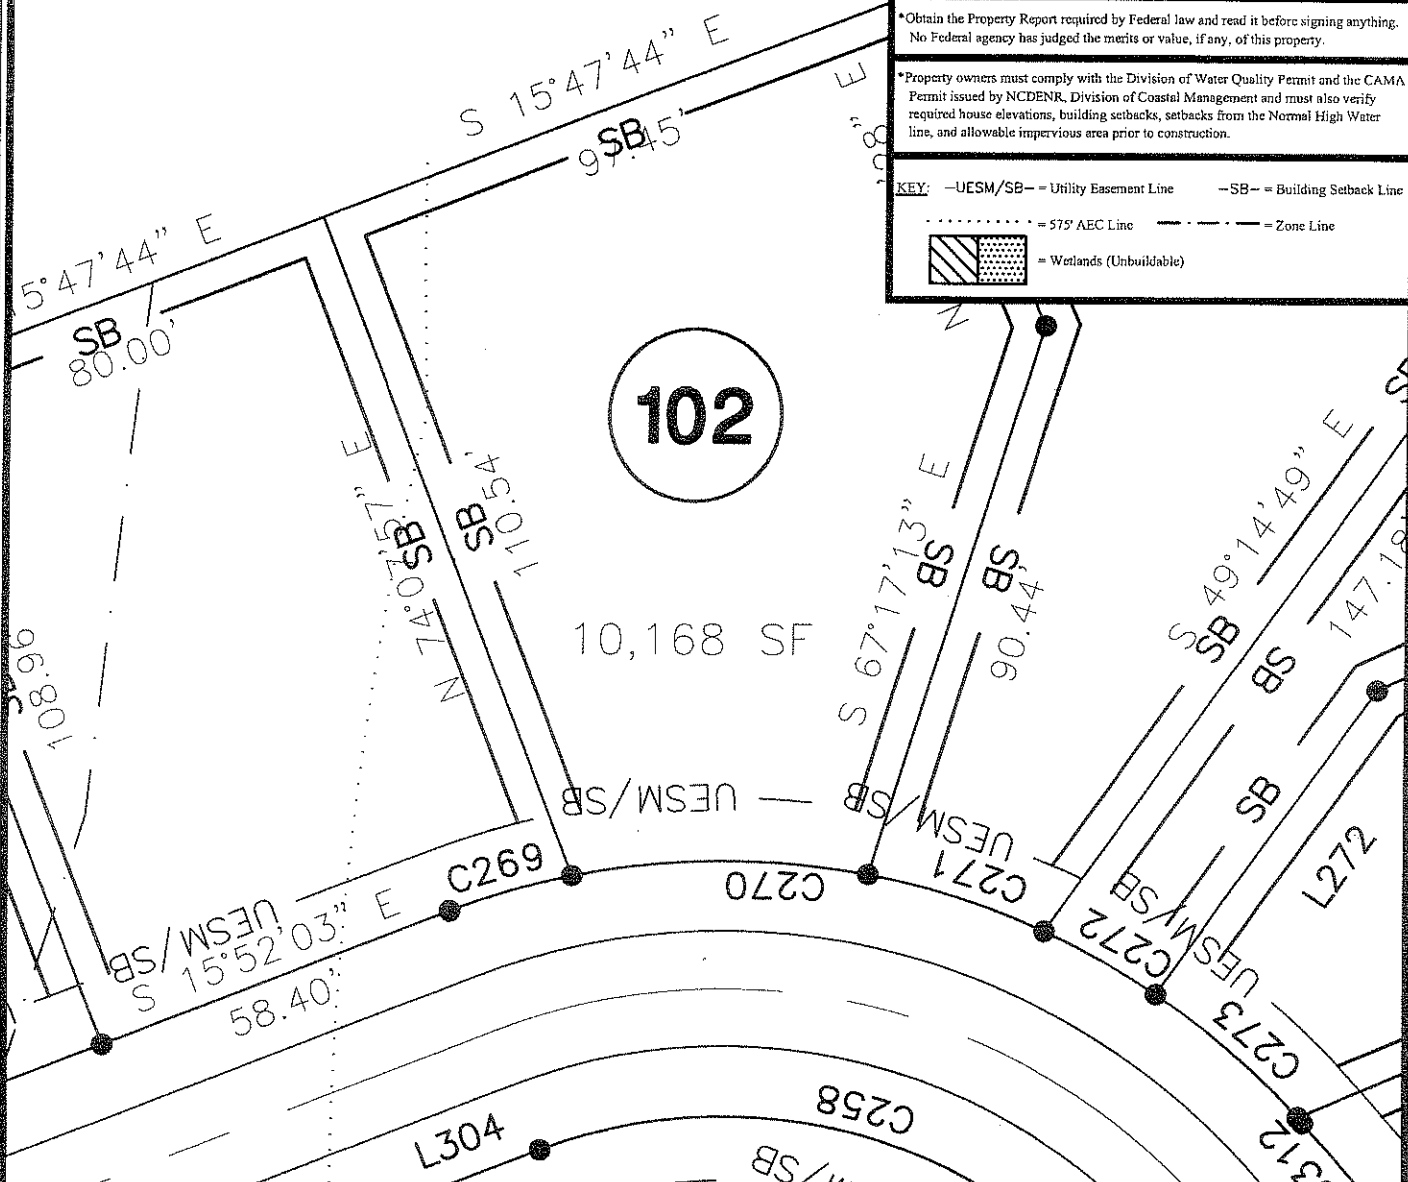 *Obtain the Property Report required by Federal law and read it before signing anything.
No Federal agency has judged the merits or value, if any, of this property.
*Property owners must comply with the Division of Water Quality Permit and the CAMA
Permit issued by NCDENR, Division of Coastal Management and must also verify
required house elevations, building setbacks, setbacks from the Normal High Water
line, and allowable impervious area prior to construction.
KEY: —UESM/SB— = Utility Easement Line —SB— = Building Setback Line
= 575' AEC Line = Zone Line
= Wetlands (Unbuildable)
S 15°47'44" E
SB
97.45'
5°47'44" E
SB
80.00'
102
10,168 SF
N 74°07'57" E
SB
SB
110.54'
S 67°17'13" E
SB
SB
90.44'
S 49°14'49" E
SB
SB
SB
147.18
108.96
N
E
UESM/SB
UESM/SB
UESM/SB
UESM/SB
C269
C270
C271
C272
C273
S 15°52'03" E
58.40'
L272
L304
C258
312